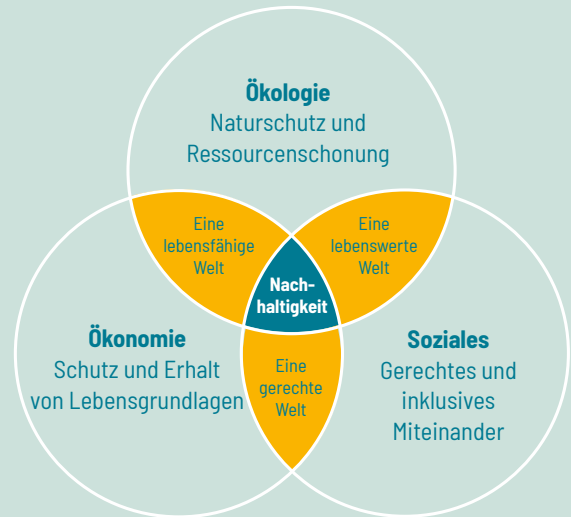 Ökologie
Naturschutz und
Ressourcenschonung
Eine
lebensfähige
Welt
Eine
lebenswerte
Welt
Nach-
haltigkeit
Ökonomie
Schutz und Erhalt
von Lebensgrundlagen
Eine
gerechte
Welt
Soziales
Gerechtes und
inklusives
Miteinander